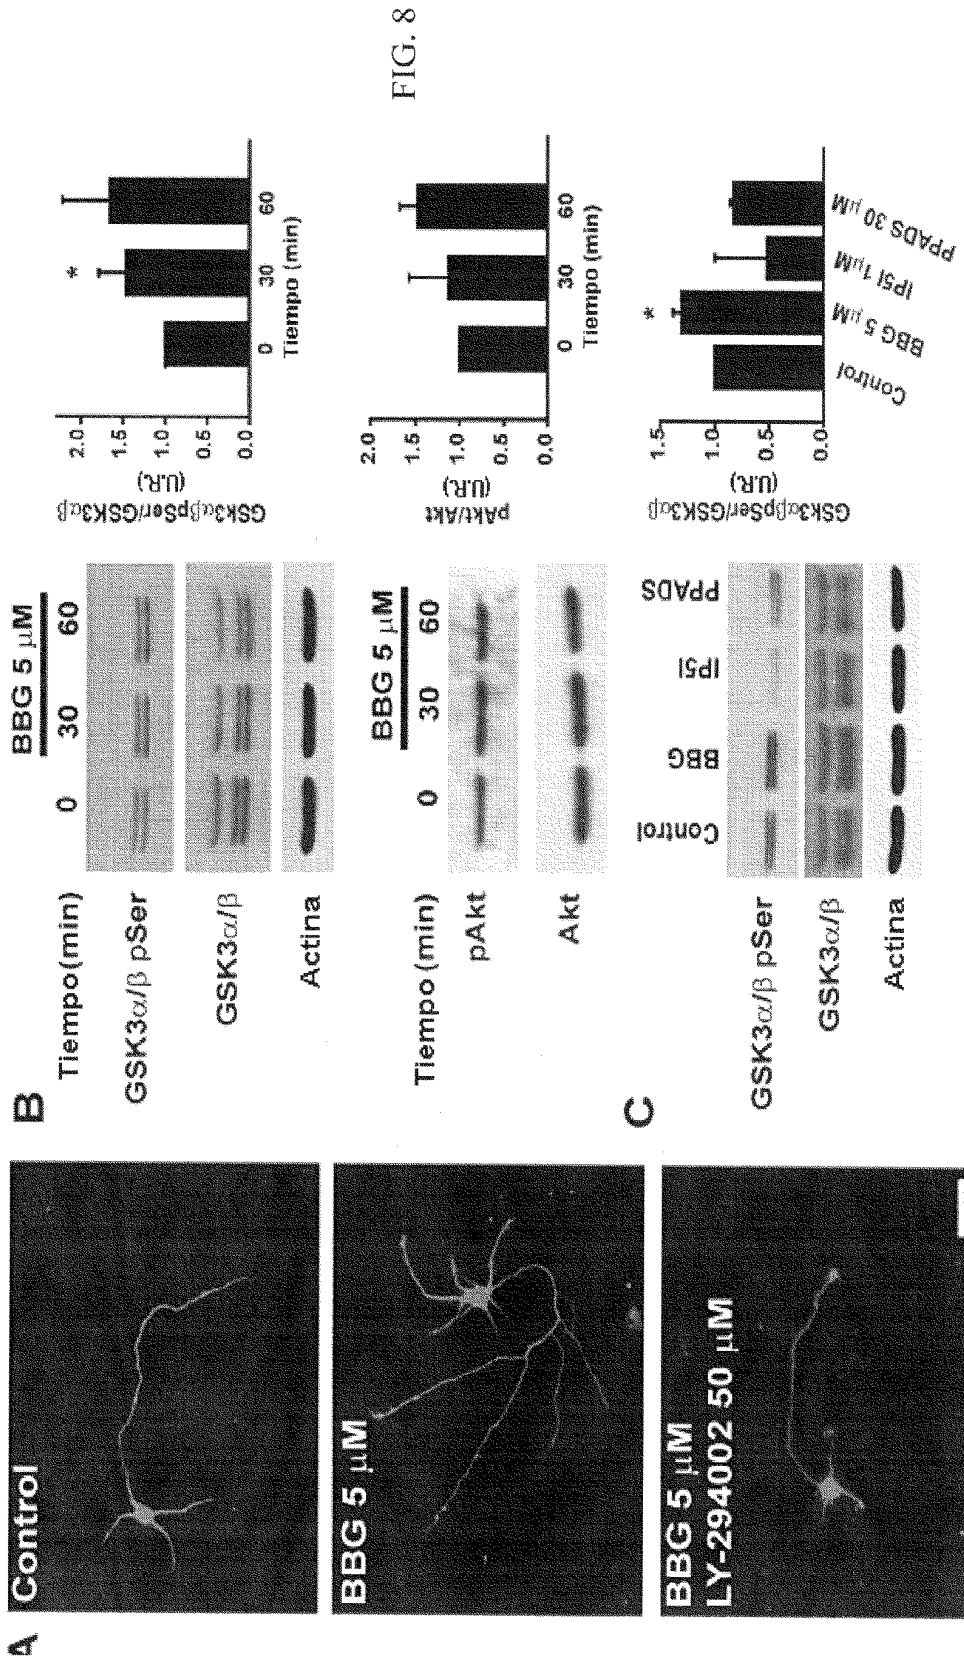 A
Control
BBG 5 µM
BBG 5 µM
LY-294002 50 µM
B
BBG 5 µM
Tiempo(min) 0 30 60
GSK3α/β pSer
GSK3α/β
Actina
GSk3αβpSer/GSK3αβ
(U.R.)
2.0
1.5
1.0
0.5
0.0
*
0 30 60
Tiempo (min)
BBG 5 µM
Tiempo(min) 0 30 60
pAkt
Akt
pAkt/Akt
(U.R.)
2.0
1.5
1.0
0.5
0.0
0 30 60
Tiempo (min)
C
Control BBG IP5I PPADS
GSK3α/β pSer
GSK3α/β
Actina
GSk3αβpSer/GSK3αβ
(U.R.)
1.5
1.0
0.5
0.0
*
Control
BBG 5 µM
IP5I 1µM
PPADS 30 µM
FIG. 8